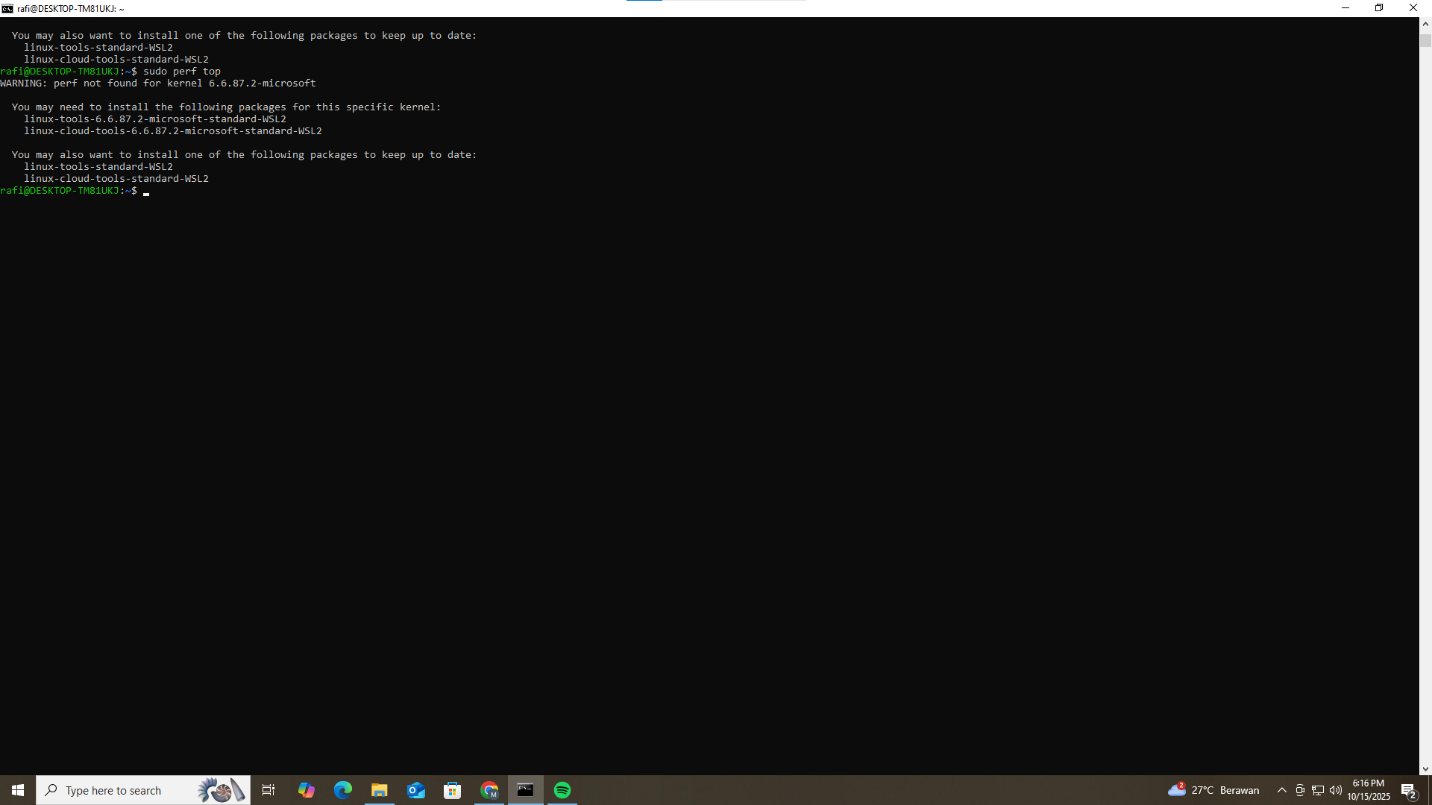 rafi@DESKTOP-TM81UKJ: ~
You may also want to install one of the following packages to keep up to date:
linux-tools-standard-WSL2
linux-cloud-tools-standard-WSL2
rafi@DESKTOP-TM81UKJ:~$ sudo perf top
WARNING: perf not found for kernel 6.6.87.2-microsoft
You may need to install the following packages for this specific kernel:
linux-tools-6.6.87.2-microsoft-standard-WSL2
linux-cloud-tools-6.6.87.2-microsoft-standard-WSL2
You may also want to install one of the following packages to keep up to date:
linux-tools-standard-WSL2
linux-cloud-tools-standard-WSL2
rafi@DESKTOP-TM81UKJ:~$
Type here to search
M
2
27°C Berawan
6:16 PM
10/15/2025
2